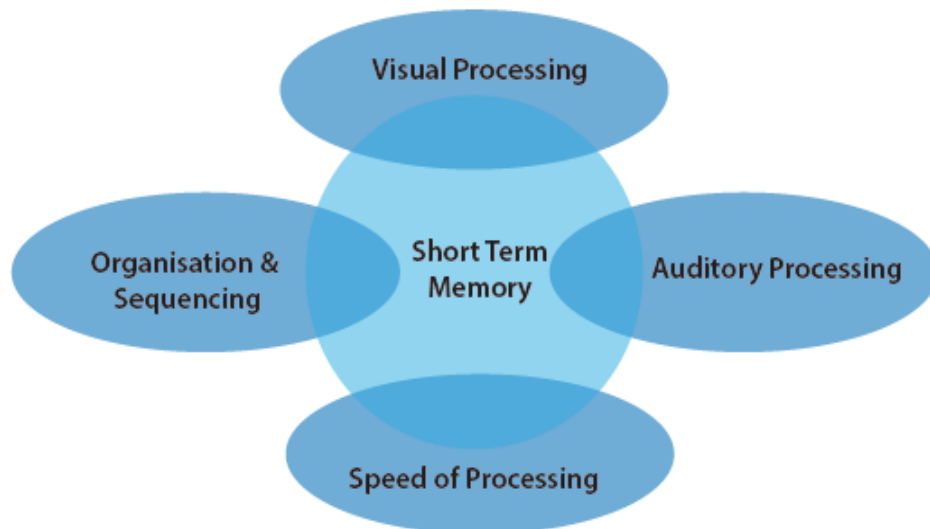 Visual Processing
Organisation &
Sequencing
Short Term
Memory
Auditory Processing
Speed of Processing